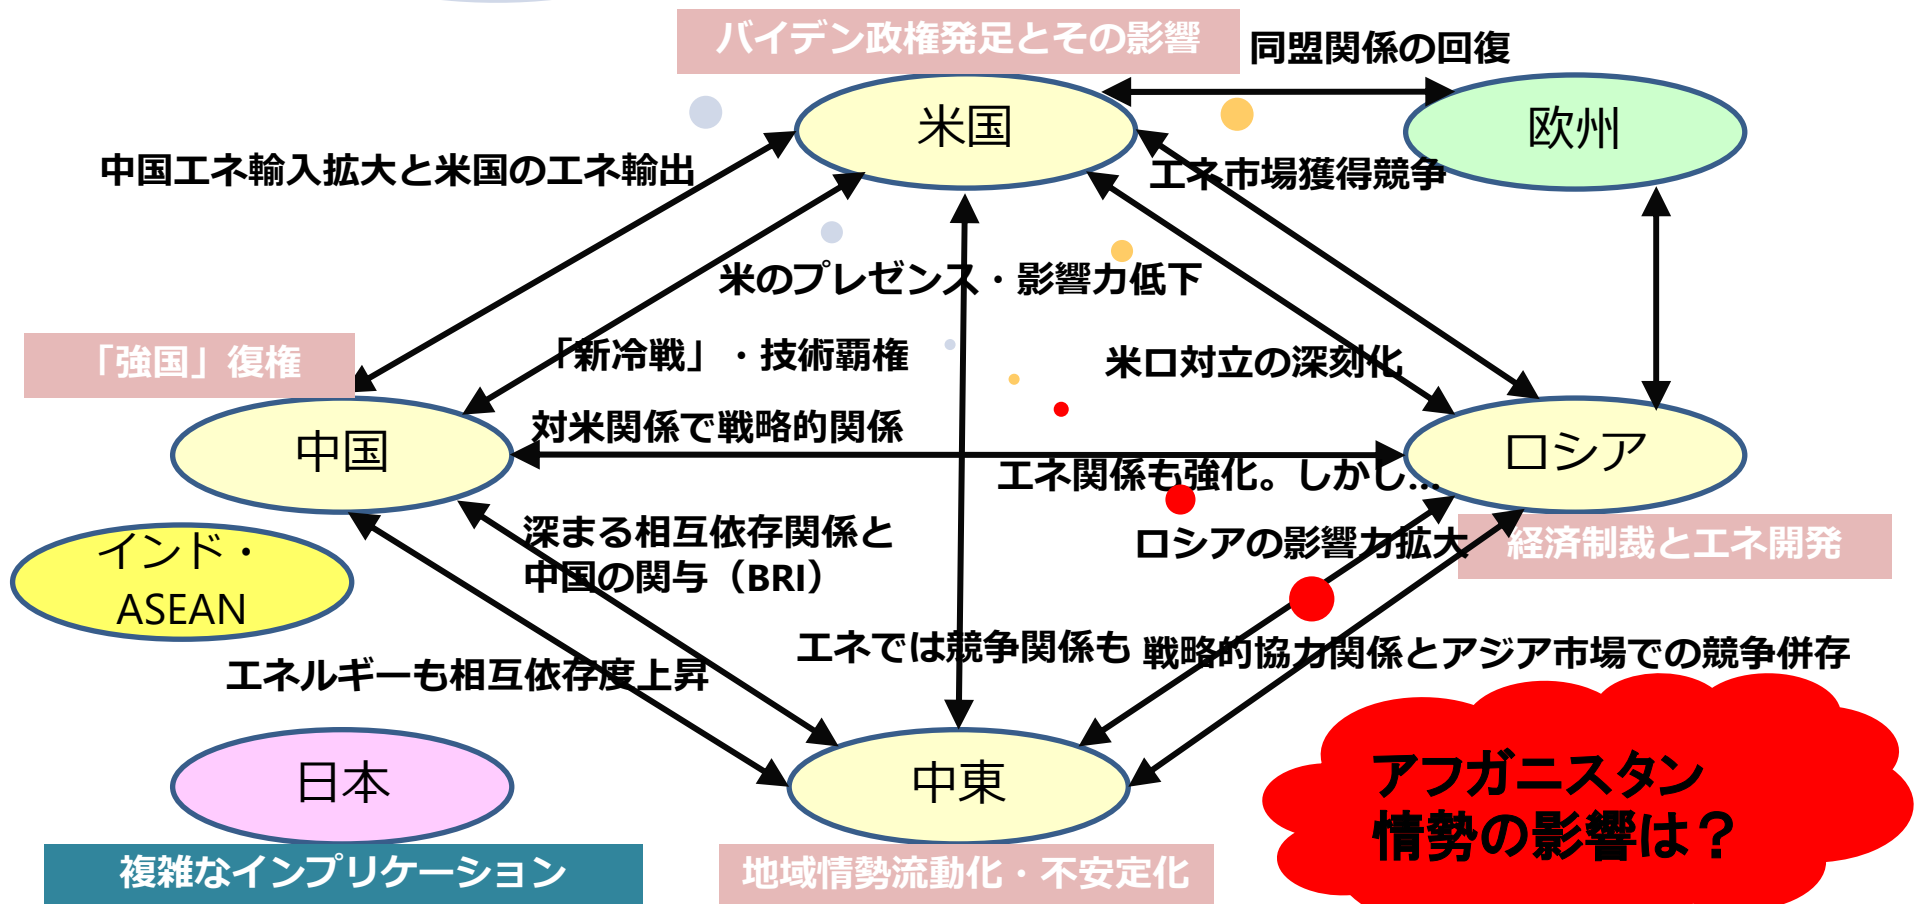 バイデン政権発足とその影響
同盟関係の回復
米国
欧州
中国エネ輸入拡大と米国のエネ輸出
エネ市場獲得競争
米のプレゼンス・影響力低下
「強国」復権
「新冷戦」・技術覇権
米ロ対立の深刻化
対米関係で戦略的関係
中国
ロシア
エネ関係も強化。しかし…
深まる相互依存関係と
中国の関与（BRI）
ロシアの影響力拡大
経済制裁とエネ開発
インド・
ASEAN
エネでは競争関係も
戦略的協力関係とアジア市場での競争併存
エネルギーも相互依存度上昇
日本
中東
アフガニスタン
情勢の影響は？
複雑なインプリケーション
地域情勢流動化・不安定化